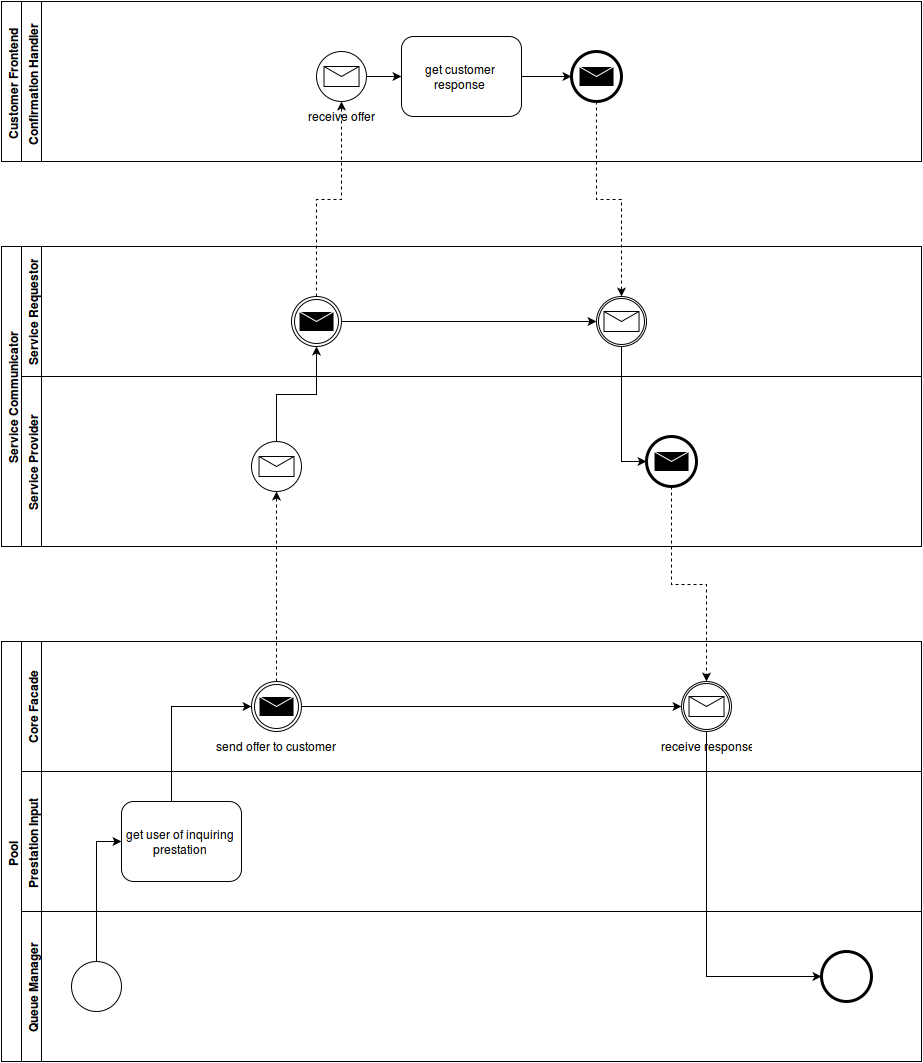 Customer Frontend
Confirmation Handler
get customer
response
receive offer
Service Communicator
Service Requestor
Service Provider
Pool
Core Facade
send offer to customer
receive response
Prestation Input
get user of inquiring
prestation
Queue Manager